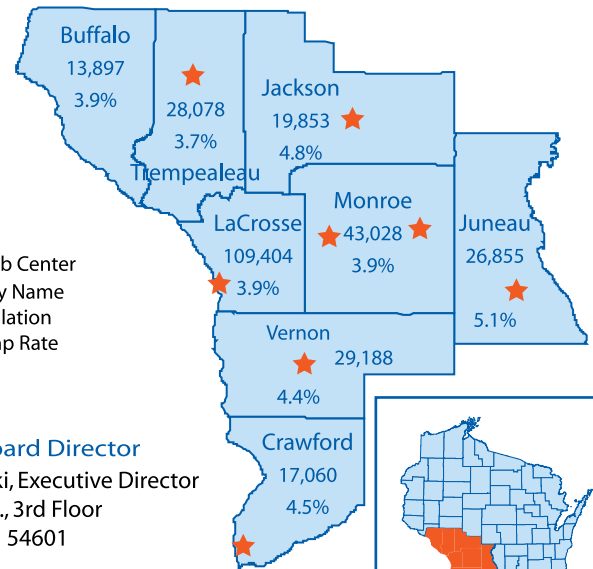 Buffalo
13,897
3.9%
28,078
3.7%
Trempealeau
Jackson
19,853
4.8%
LaCrosse
109,404
3.9%
Monroe
43,028
3.9%
Juneau
26,855
5.1%
Vernon
29,188
4.4%
Crawford
17,060
4.5%
b Center
y Name
lation
p Rate
ard Director
ki, Executive Director
., 3rd Floor
54601